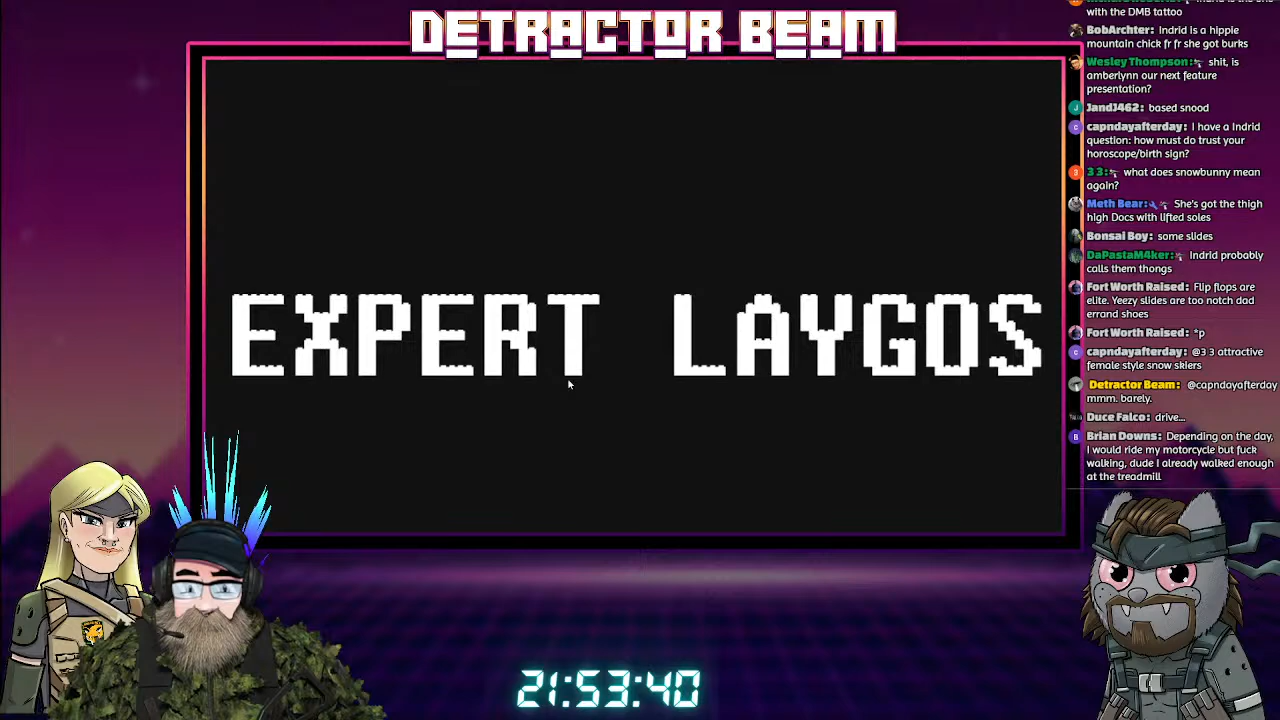 DETRACTOR BEAM
with the DMB tattoo
BobArchter: Indrid is a hippie
mountain chick fr fr she got burks
Wesley Thompson: shit, is
amberlynn our next feature
presentation?
JandJ462: based snood
capndayafterday: I have a Indrid
question: how must do trust your
horoscope/birth sign?
3 3: what does snowbunny mean
again?
Meth Bear: She's got the thigh
high Docs with lifted soles
Bonsai Boy: some slides
DaPastaM4ker: Indrid probably
calls them thongs
Fort Worth Raised: Flip flops are
elite. Yeezy slides are too notch dad
errand shoes
Fort Worth Raised: *p
capndayafterday: @3 3 attractive
female style snow skiers
Detractor Beam: @capndayafterday
mmm. barely.
Duce Falco: drive...
Brian Downs: Depending on the day,
I would ride my motorcycle but fuck
walking, dude I already walked enough
at the treadmill
EXPERT LAYGOS
21:53:40